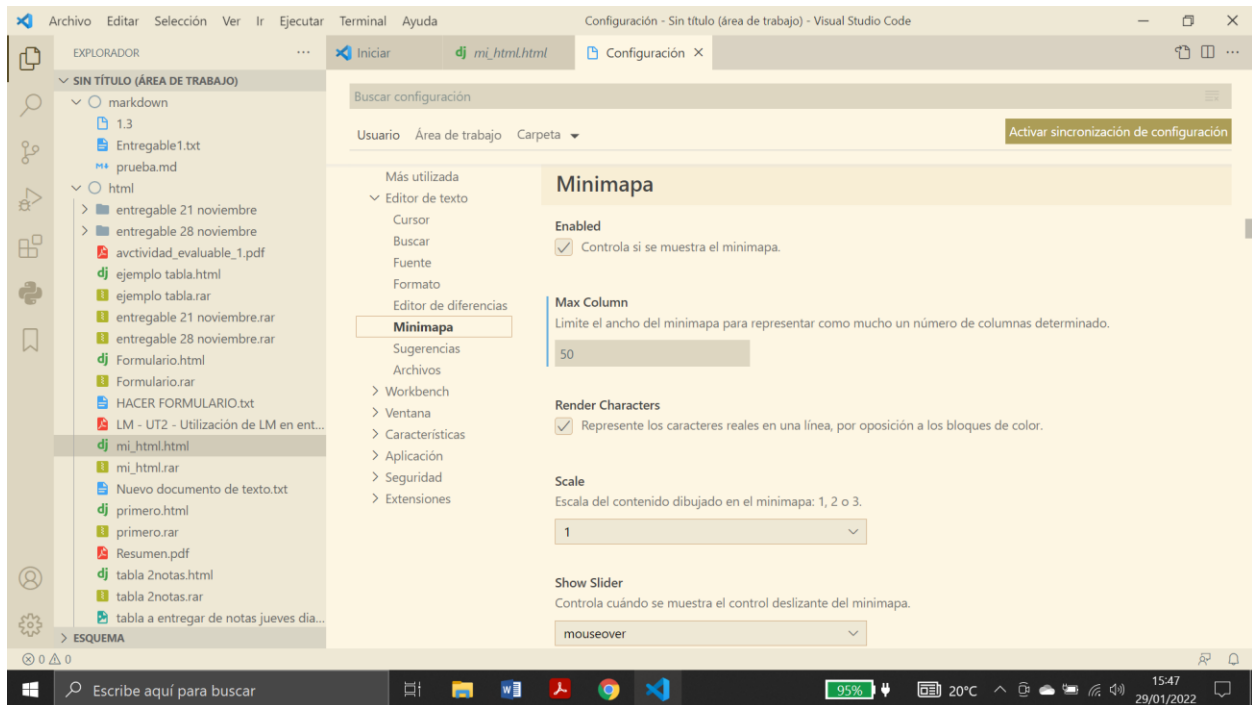 Archivo Editar Selección Ver Ir Ejecutar Terminal Ayuda
Configuración - Sin título (área de trabajo) - Visual Studio Code
EXPLORADOR
Iniciar
dj mi_html.html
Configuración
SIN TÍTULO (ÁREA DE TRABAJO)
markdown
1.3
Entregable1.txt
prueba.md
html
entregable 21 noviembre
entregable 28 noviembre
avctividad_evaluable_1.pdf
dj ejemplo tabla.html
ejemplo tabla.rar
entregable 21 noviembre.rar
entregable 28 noviembre.rar
dj Formulario.html
Formulario.rar
HACER FORMULARIO.txt
LM - UT2 - Utilización de LM en ent...
dj mi_html.html
mi_html.rar
Nuevo documento de texto.txt
dj primero.html
primero.rar
Resumen.pdf
dj tabla 2notas.html
tabla 2notas.rar
tabla a entregar de notas jueves dia...
ESQUEMA
Buscar configuración
Usuario Área de trabajo Carpeta
Activar sincronización de configuración
Más utilizada
Editor de texto
Cursor
Buscar
Fuente
Formato
Editor de diferencias
Minimapa
Sugerencias
Archivos
Workbench
Ventana
Características
Aplicación
Seguridad
Extensiones
Minimapa
Enabled
Controla si se muestra el minimapa.
Max Column
Limite el ancho del minimapa para representar como mucho un número de columnas determinado.
50
Render Characters
Represente los caracteres reales en una línea, por oposición a los bloques de color.
Scale
Escala del contenido dibujado en el minimapa: 1, 2 o 3.
1
Show Slider
Controla cuándo se muestra el control deslizante del minimapa.
mouseover
0 0
Escribe aquí para buscar
95%
20°C
15:47
29/01/2022